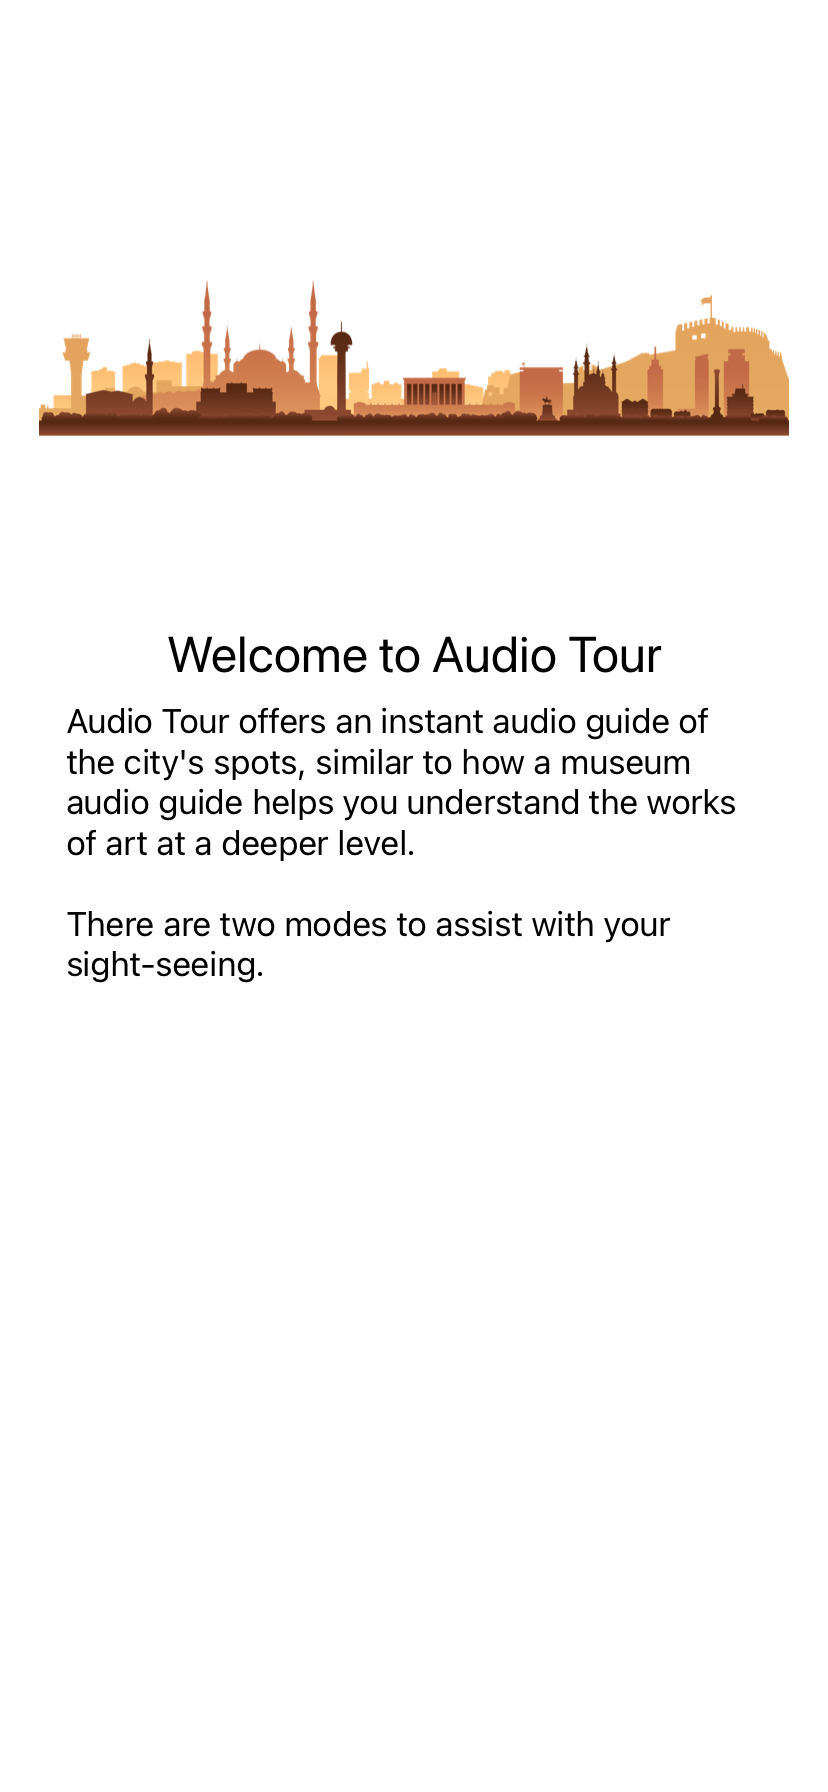 Welcome to Audio Tour
Audio Tour offers an instant audio guide of
the city's spots, similar to how a museum
audio guide helps you understand the works
of art at a deeper level.
There are two modes to assist with your
sight-seeing.